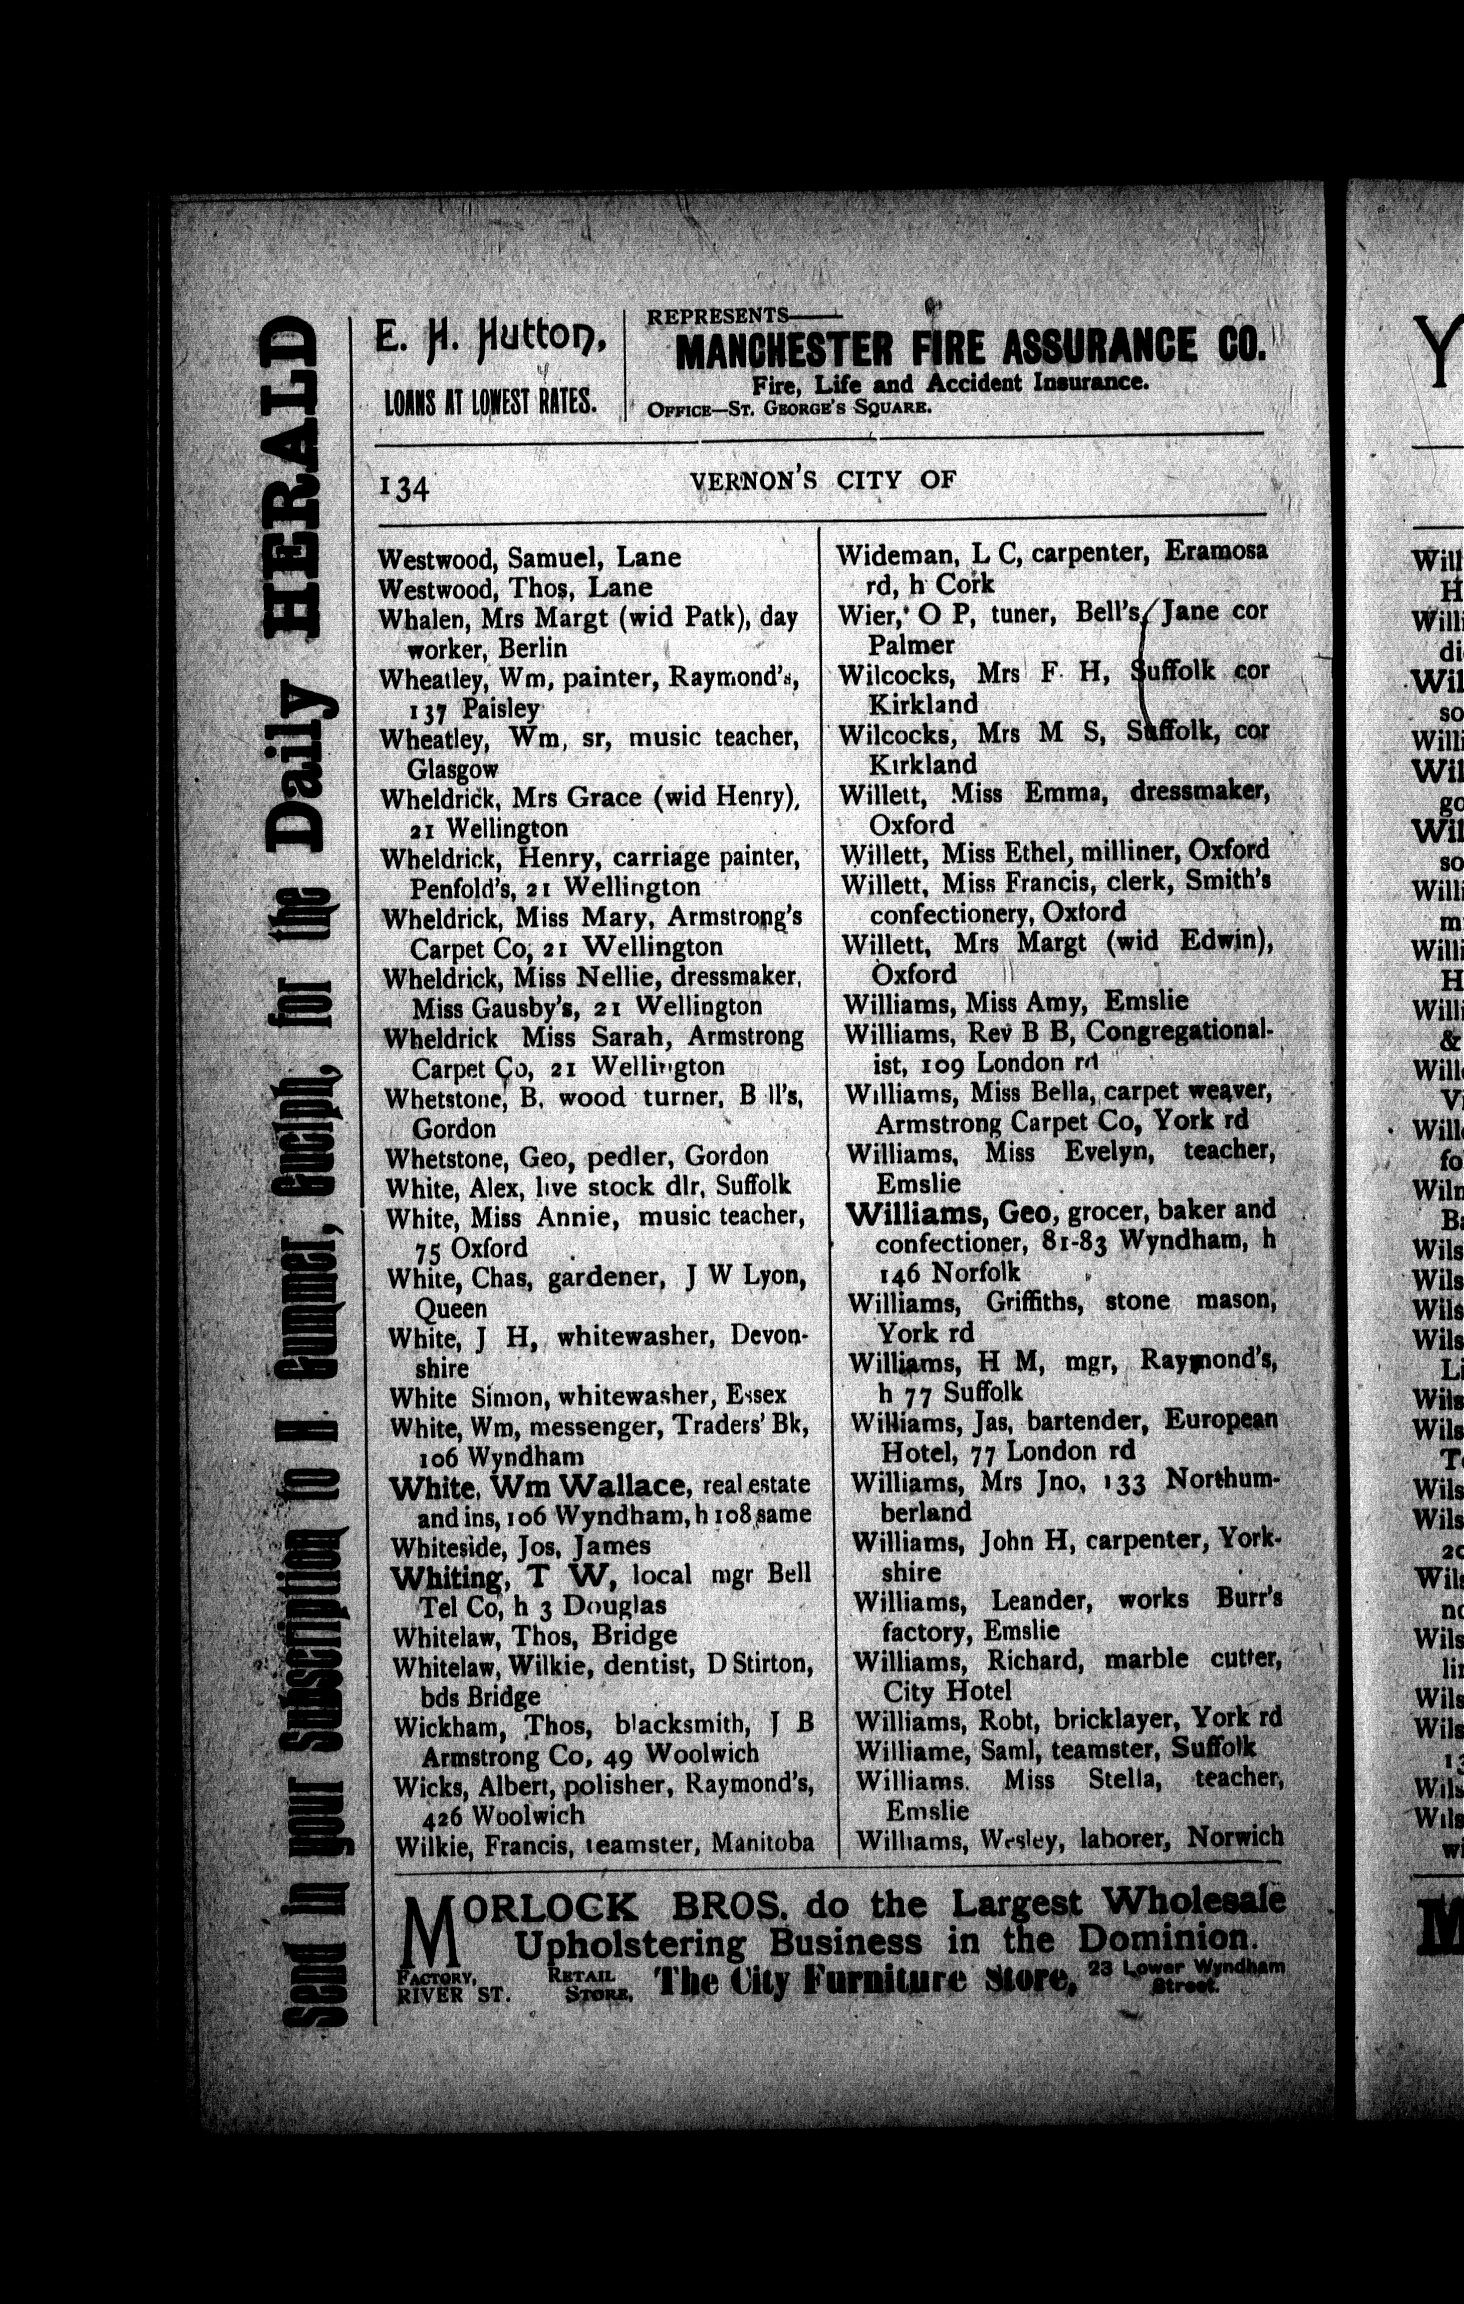 Send in your Subscription to H Gummer, Guelph, for the Daily HERALD
E. H. Hutton,
LOANS AT LOWEST RATES.
REPRESENTS
MANCHESTER FIRE ASSURANCE CO.
Fire, Life and Accident Insurance.
OFFICE—ST. GEORGE'S SQUARE.
134
VERNON'S CITY OF
Westwood, Samuel, Lane
Westwood, Thos, Lane
Whalen, Mrs Margt (wid Patk), day
worker, Berlin
Wheatley, Wm, painter, Raymond's,
137 Paisley
Wheatley, Wm, sr, music teacher,
Glasgow
Wheldrick, Mrs Grace (wid Henry),
21 Wellington
Wheldrick, Henry, carriage painter,
Penfold's, 21 Wellington
Wheldrick, Miss Mary, Armstrong's
Carpet Co, 21 Wellington
Wheldrick, Miss Nellie, dressmaker,
Miss Gausby's, 21 Wellington
Wheldrick Miss Sarah, Armstrong
Carpet Co, 21 Wellington
Whetstone, B, wood turner, B ll's,
Gordon
Whetstone, Geo, pedler, Gordon
White, Alex, live stock dlr, Suffolk
White, Miss Annie, music teacher,
75 Oxford
White, Chas, gardener, J W Lyon,
Queen
White, J H, whitewasher, Devon-
shire
White Simon, whitewasher, Essex
White, Wm, messenger, Traders' Bk,
106 Wyndham
White, Wm Wallace, real estate
and ins, 106 Wyndham, h 108 same
Whiteside, Jos, James
Whiting, T W, local mgr Bell
Tel Co, h 3 Douglas
Whitelaw, Thos, Bridge
Whitelaw, Wilkie, dentist, D Stirton,
bds Bridge
Wickham, Thos, blacksmith, J B
Armstrong Co, 49 Woolwich
Wicks, Albert, polisher, Raymond's,
426 Woolwich
Wilkie, Francis, teamster, Manitoba
Wideman, L C, carpenter, Eramosa
rd, h Cork
Wier, O P, tuner, Bell's, Jane cor
Palmer
Wilcocks, Mrs F H, Suffolk cor
Kirkland
Wilcocks, Mrs M S, Suffolk, cor
Kirkland
Willett, Miss Emma, dressmaker,
Oxford
Willett, Miss Ethel, milliner, Oxford
Willett, Miss Francis, clerk, Smith's
confectionery, Oxford
Willett, Mrs Margt (wid Edwin),
Oxford
Williams, Miss Amy, Emslie
Williams, Rev B B, Congregational-
ist, 109 London rd
Williams, Miss Bella, carpet weaver,
Armstrong Carpet Co, York rd
Williams, Miss Evelyn, teacher,
Emslie
Williams, Geo, grocer, baker and
confectioner, 81-83 Wyndham, h
146 Norfolk
Williams, Griffiths, stone mason,
York rd
Williams, H M, mgr, Raymond's,
h 77 Suffolk
Williams, Jas, bartender, European
Hotel, 77 London rd
Williams, Mrs Jno, 133 Northum-
berland
Williams, John H, carpenter, York-
shire
Williams, Leander, works Burr's
factory, Emslie
Williams, Richard, marble cutter,
City Hotel
Williams, Robt, bricklayer, York rd
Williame, Saml, teamster, Suffolk
Williams. Miss Stella, teacher,
Emslie
Williams, Wesley, laborer, Norwich
MORLOCK BROS. do the Largest Wholesale
Upholstering Business in the Dominion.
FACTORY, RIVER ST.
RETAIL STORE, The City Furniture Store, 23 Lower Wyndham Street.